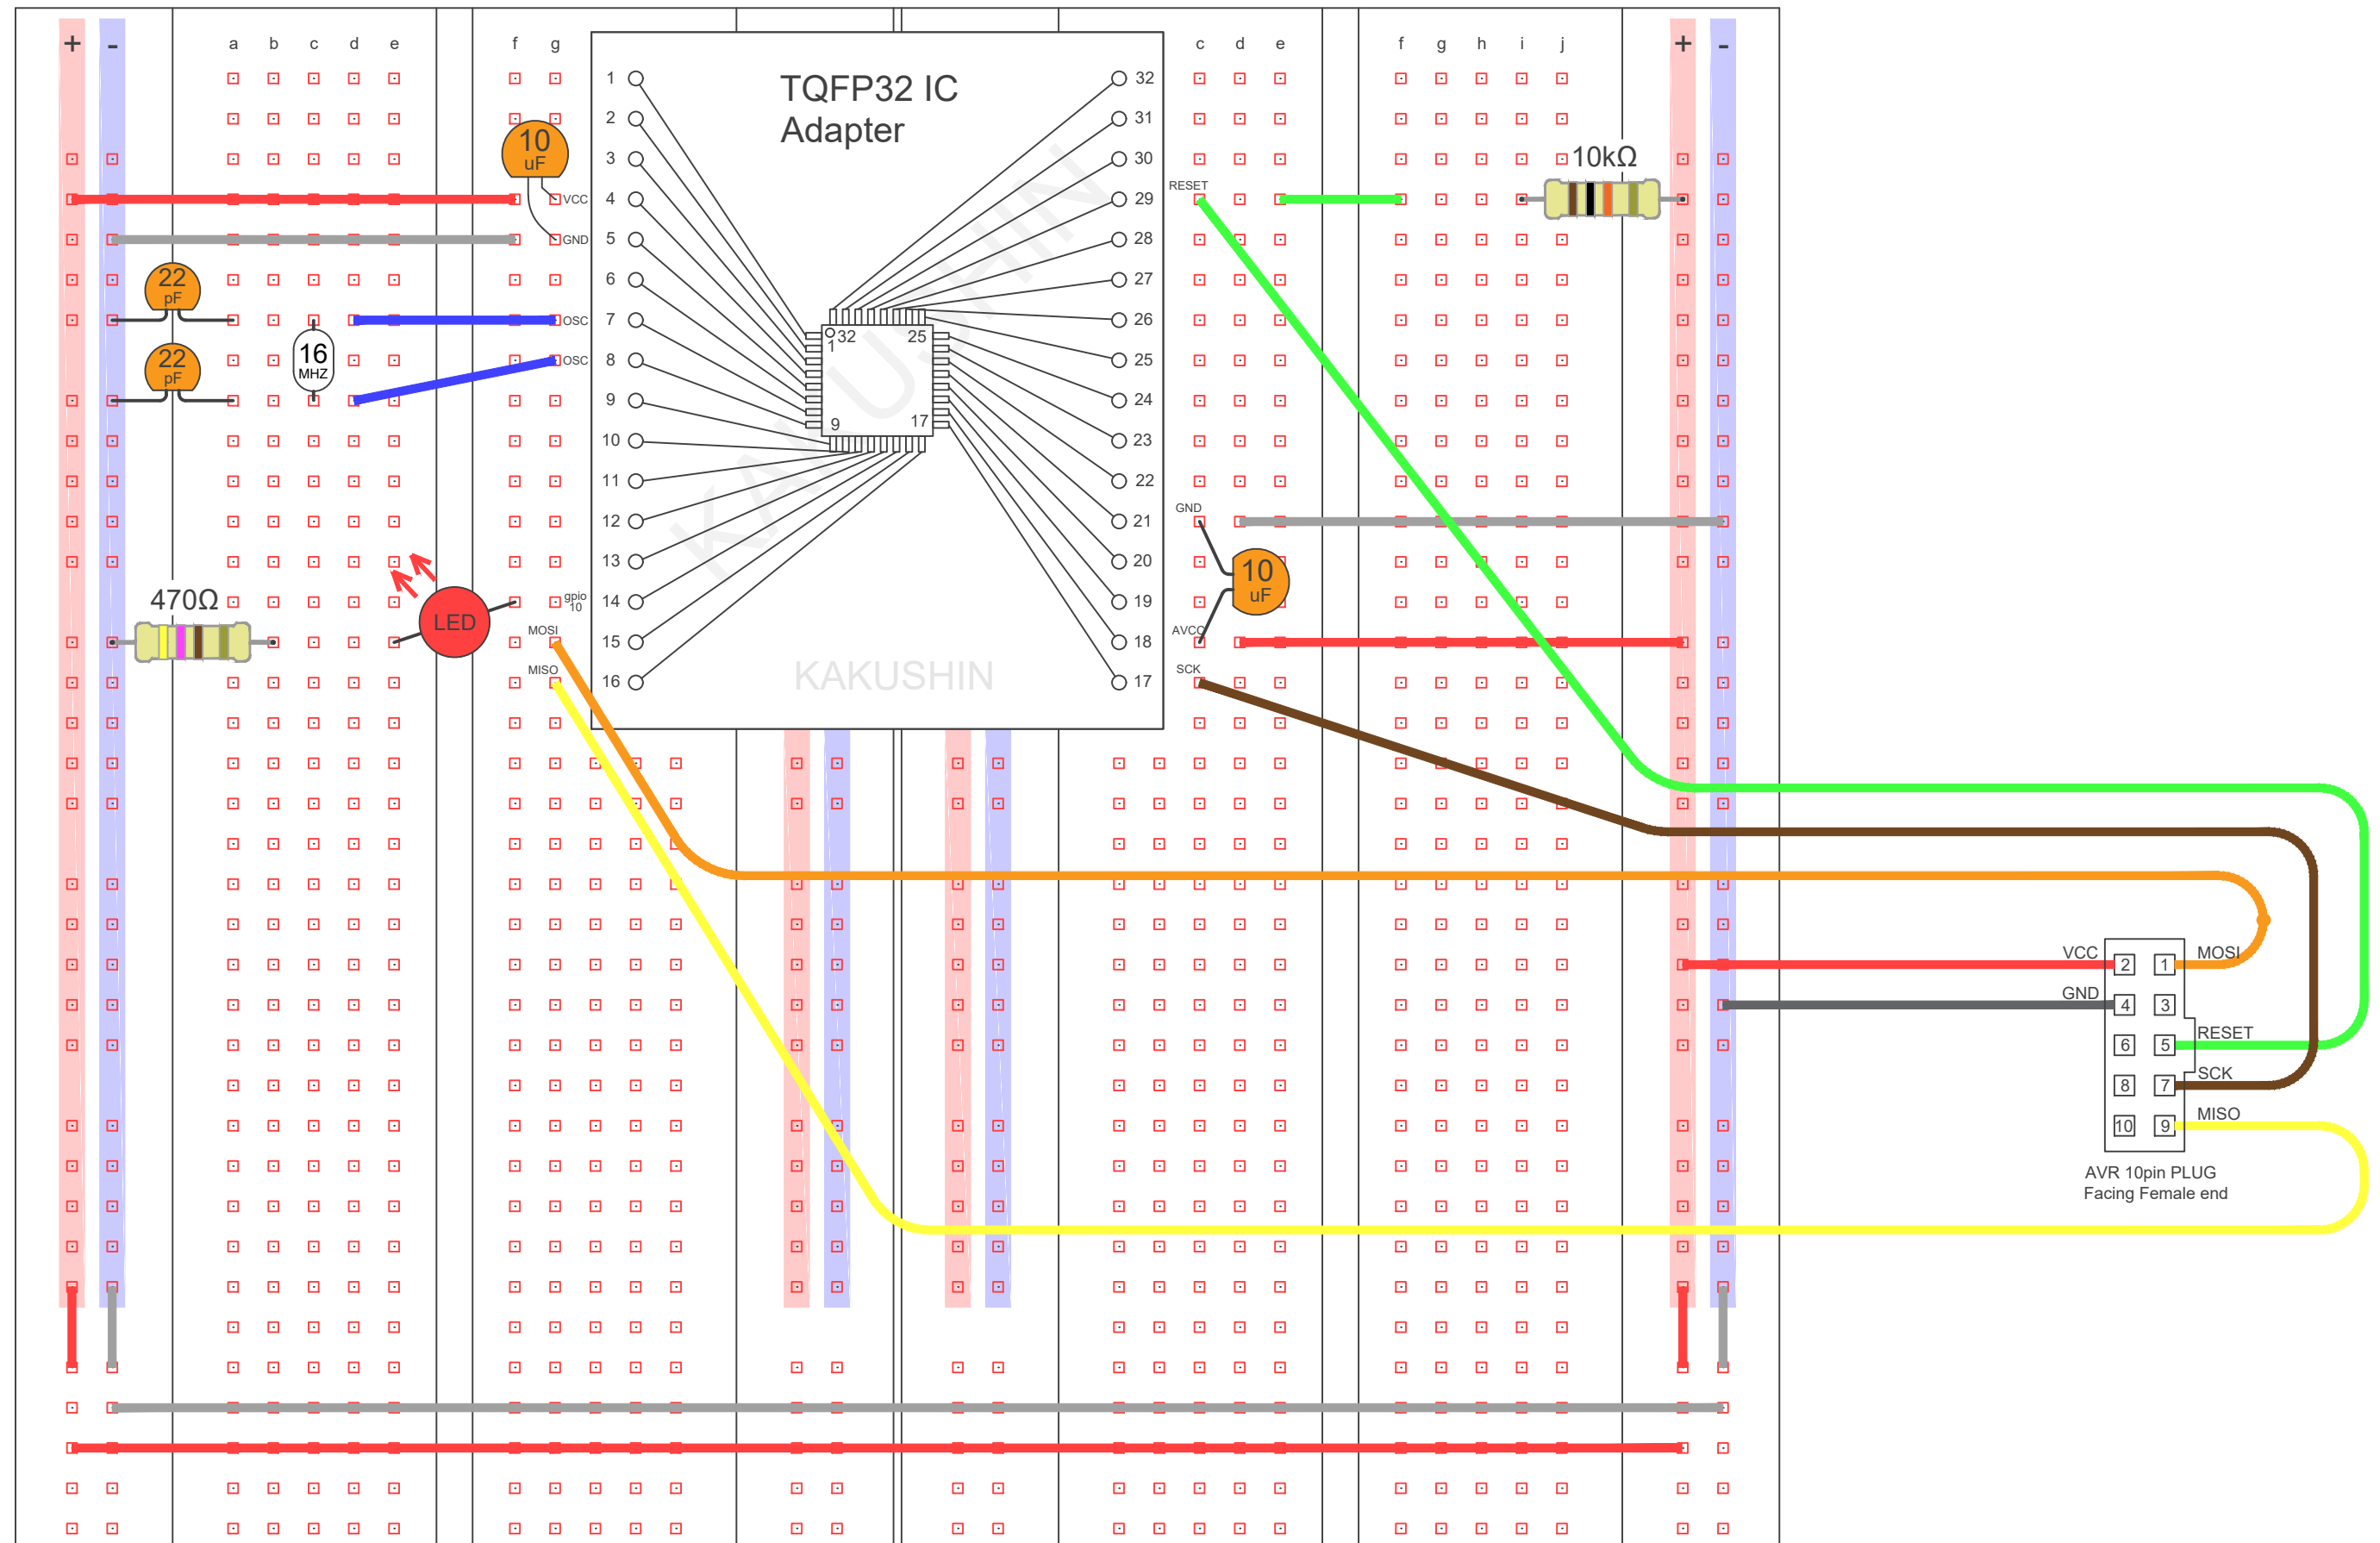 + - a b c d e f g c d e f g h i j + -
TQFP32 IC
Adapter
1 32
2 31
3 30
4 29
5 28
6 27
7 26
8 25
9 24
10 23
11 22
12 21
13 20
14 19
15 18
16 17
32 25
1
9 17
KAKUSHIN
KAKUSHIN
10
uF
VCC
GND
22
pF
22
pF
16
MHZ
OSC
OSC
470Ω
LED
gpio
10
MOSI
MISO
RESET
10kΩ
GND
10
uF
AVCC
SCK
VCC 2 1 MOSI
GND 4 3
6 5 RESET
8 7 SCK
10 9 MISO
AVR 10pin PLUG
Facing Female end